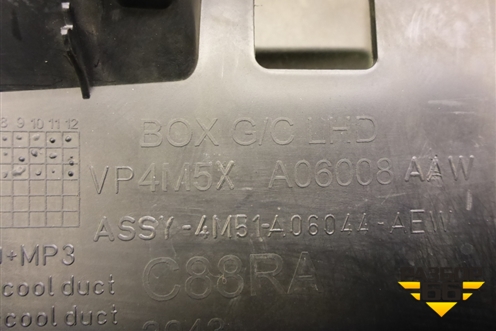 8 9 10 11 12
BOX G/C LHD
VP4M5X_ A06008 AAW
ASSY-4M51-A06044-AEW
+MP3
C88RA
cool duct
cool duct